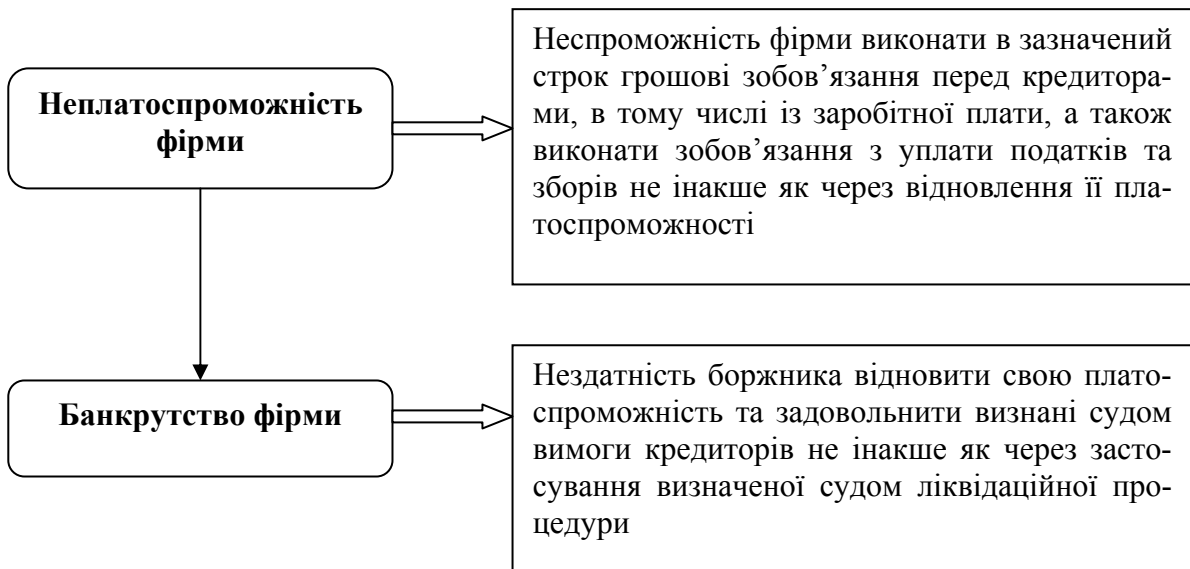 Неплатоспроможність
фірми
Неспроможність фірми виконати в зазначений
строк грошові зобов’язання перед кредитора-
ми, в тому числі із заробітної плати, а також
виконати зобов’язання з уплати податків та
зборів не інакше як через відновлення її пла-
тоспроможності
Банкрутство фірми
Нездатність боржника відновити свою плато-
спроможність та задовольнити визнані судом
вимоги кредиторів не інакше як через засто-
сування визначеної судом ліквідаційної про-
цедури